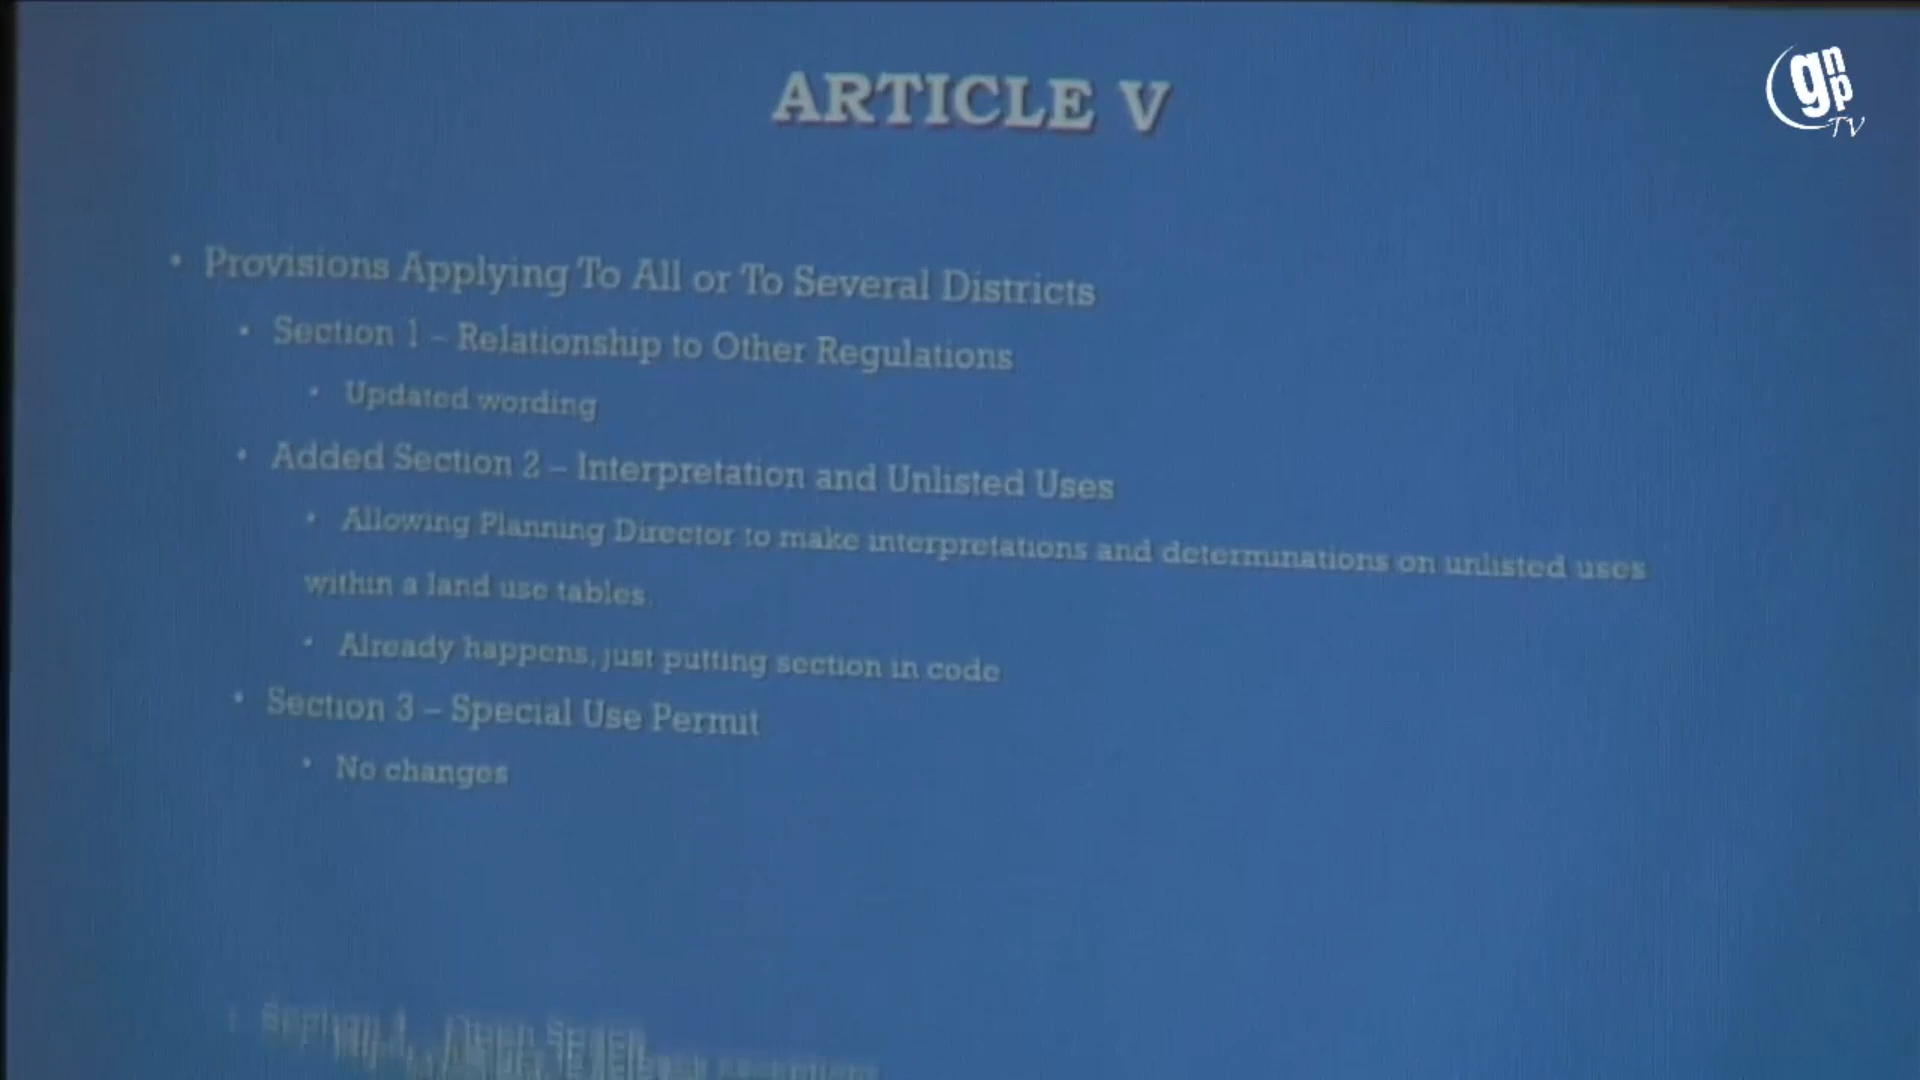 ARTICLE V
gnp
TV
• Provisions Applying To All or To Several Districts
• Section 1 – Relationship to Other Regulations
• Updated wording
• Added Section 2 – Interpretation and Unlisted Uses
• Allowing Planning Director to make interpretations and determinations on unlisted uses
within a land use tables.
• Already happens, just putting section in code
• Section 3 – Special Use Permit
• No changes